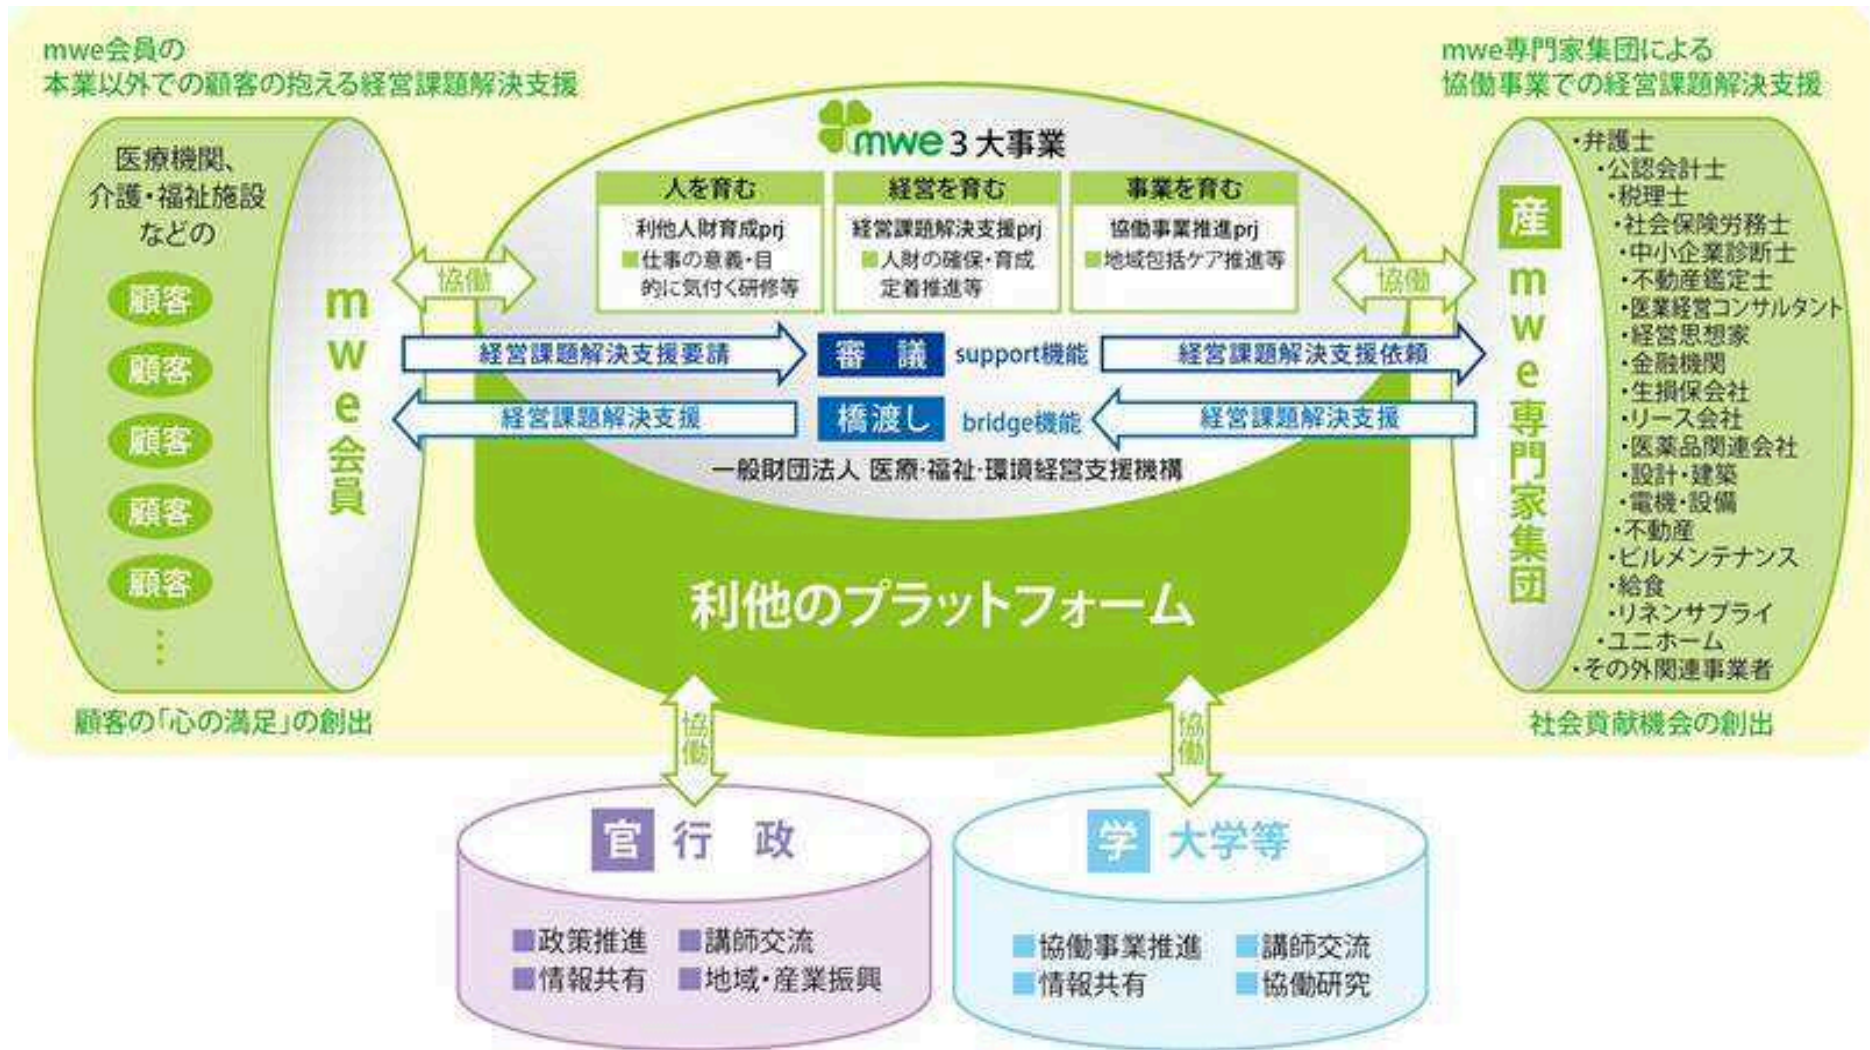 mwe会員の
本業以外での顧客の抱える経営課題解決支援
医療機関、
介護・福祉施設
などの
顧客
顧客
顧客
顧客
顧客
mwe会員
顧客の「心の満足」の創出
協働
mwe3大事業
人を育む
利他人財育成prj
■仕事の意義・目
的に気付く研修等
経営を育む
経営課題解決支援prj
■人財の確保・育成
定着推進等
事業を育む
協働事業推進prj
■地域包括ケア推進等
協働
経営課題解決支援要請
審議
support機能
経営課題解決支援依頼
経営課題解決支援
橋渡し
bridge機能
経営課題解決支援
一般財団法人 医療・福祉・環境経営支援機構
利他のプラットフォーム
mwe専門家集団による
協働事業での経営課題解決支援
産
mwe専門家集団
・弁護士
・公認会計士
・税理士
・社会保険労務士
・中小企業診断士
・不動産鑑定士
・医業経営コンサルタント
・経営思想家
・金融機関
・生損保会社
・リース会社
・医薬品関連会社
・設計・建築
・電機・設備
・不動産
・ビルメンテナンス
・給食
・リネンサプライ
・ユニホーム
・その外関連事業者
社会貢献機会の創出
協働
協働
官 行政
■政策推進 ■講師交流
■情報共有 ■地域・産業振興
学 大学等
■協働事業推進 ■講師交流
■情報共有 ■協働研究